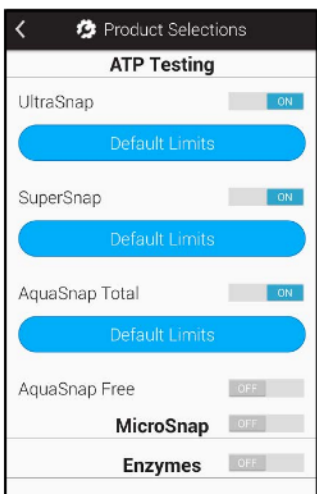 Product Selections
ATP Testing
UltraSnap ON
Default Limits
SuperSnap ON
Default Limits
AquaSnap Total ON
Default Limits
AquaSnap Free OFF
MicroSnap OFF
Enzymes OFF